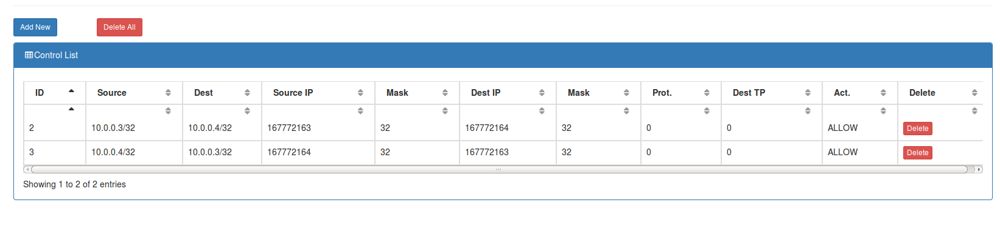 Add New Delete All
Control List
ID Source Dest Source IP Mask Dest IP Mask Prot. Dest TP Act. Delete
2 10.0.0.3/32 10.0.0.4/32 167772163 32 167772164 32 0 0 ALLOW Delete
3 10.0.0.4/32 10.0.0.3/32 167772164 32 167772163 32 0 0 ALLOW Delete
Showing 1 to 2 of 2 entries